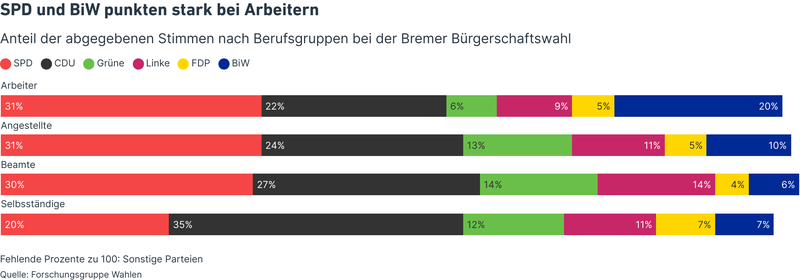 SPD und BiW punkten stark bei Arbeitern
Anteil der abgegebenen Stimmen nach Berufsgruppen bei der Bremer Bürgerschaftswahl
SPD CDU Grüne Linke FDP BiW
Arbeiter
31% 22% 6% 9% 5% 20%
Angestellte
31% 24% 13% 11% 5% 10%
Beamte
30% 27% 14% 14% 4% 6%
Selbsständige
20% 35% 12% 11% 7% 7%
Fehlende Prozente zu 100: Sonstige Parteien
Quelle: Forschungsgruppe Wahlen